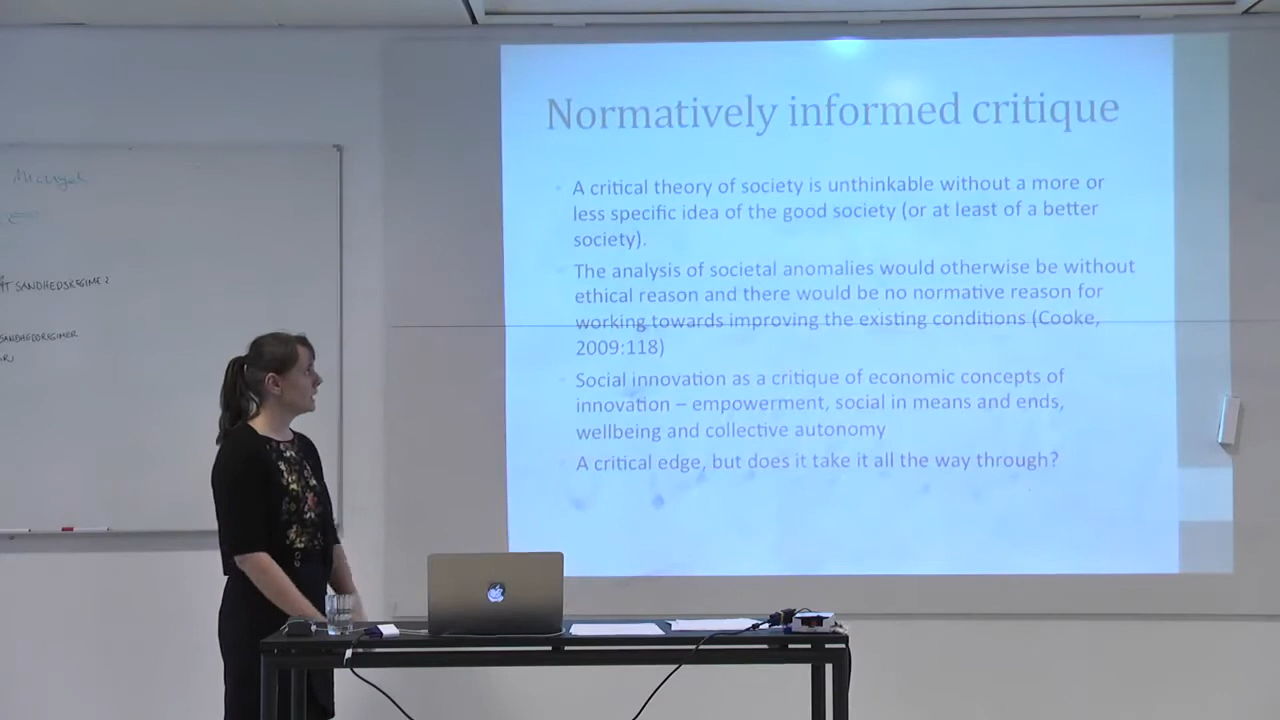 Normatively informed critique
A critical theory of society is unthinkable without a more or
less specific idea of the good society (or at least of a better
society).
The analysis of societal anomalies would otherwise be without
ethical reason and there would be no normative reason for
working towards improving the existing conditions (Cooke,
2009:118)
Social innovation as a critique of economic concepts of
innovation – empowerment, social in means and ends,
wellbeing and collective autonomy
A critical edge, but does it take it all the way through?
SANDHEDSREGIME?
SANDHEDSREGIMER